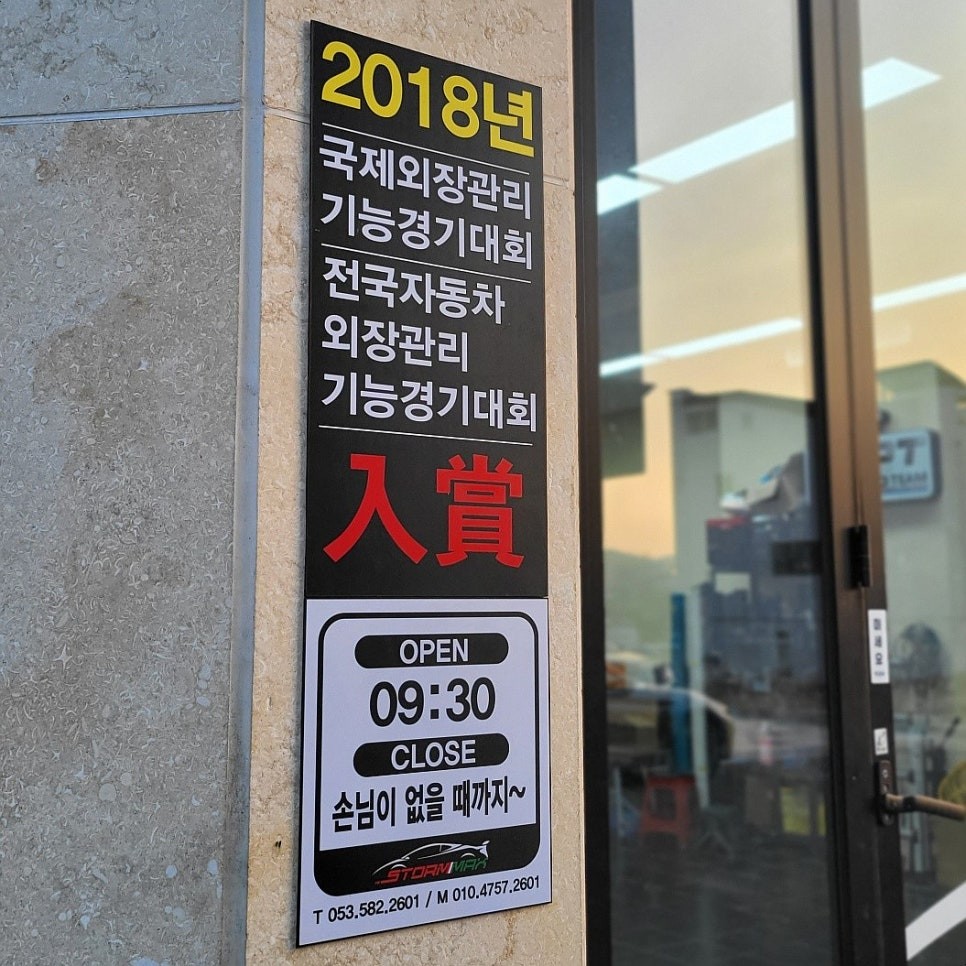 2018년
국제외장관리
기능경기대회
전국자동차
외장관리
기능경기대회
入賞
OPEN
09:30
CLOSE
손님이 없을 때까지~
STORMMAX
T 053.582.2601 / M 010.4757.2601
TEAM